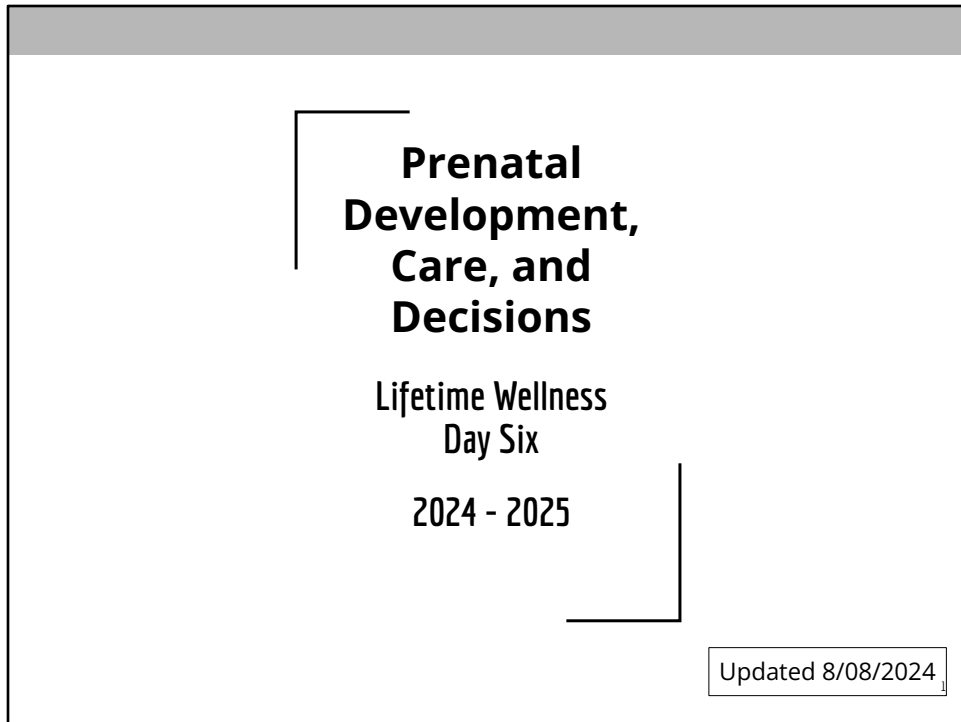 Prenatal
Development,
Care, and
Decisions
Lifetime Wellness
Day Six
2024 - 2025
Updated 8/08/2024
1